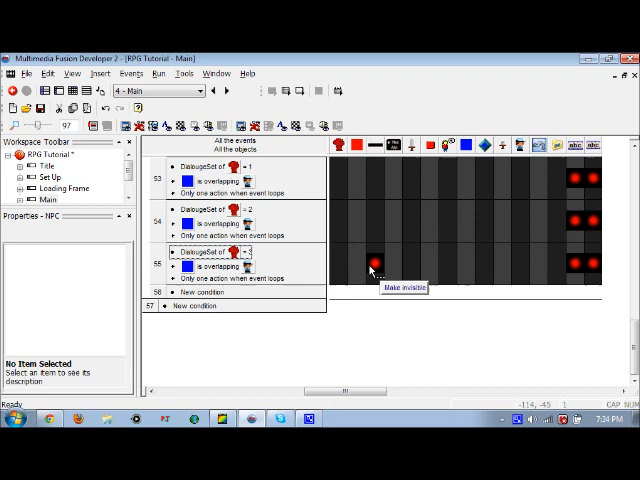 Multimedia Fusion Developer 2 - [RPG Tutorial - Main]
File Edit View Insert Events Run Tools Window Help
4 - Main
97
Workspace Toolbar
RPG Tutorial *
Title
Set Up
Loading Frame
Main
Properties - NPC
No Item Selected
Select an item to see its
description
All the events
All the objects
53
DialougeSet of = 1
is overlapping
Only one action when event loops
54
DialougeSet of = 2
is overlapping
Only one action when event loops
55
DialougeSet of = 3
is overlapping
Only one action when event loops
56 New condition
57 New condition
abc abc
Make invisible
Ready
-114, -45 1 CAP NUM
7:34 PM